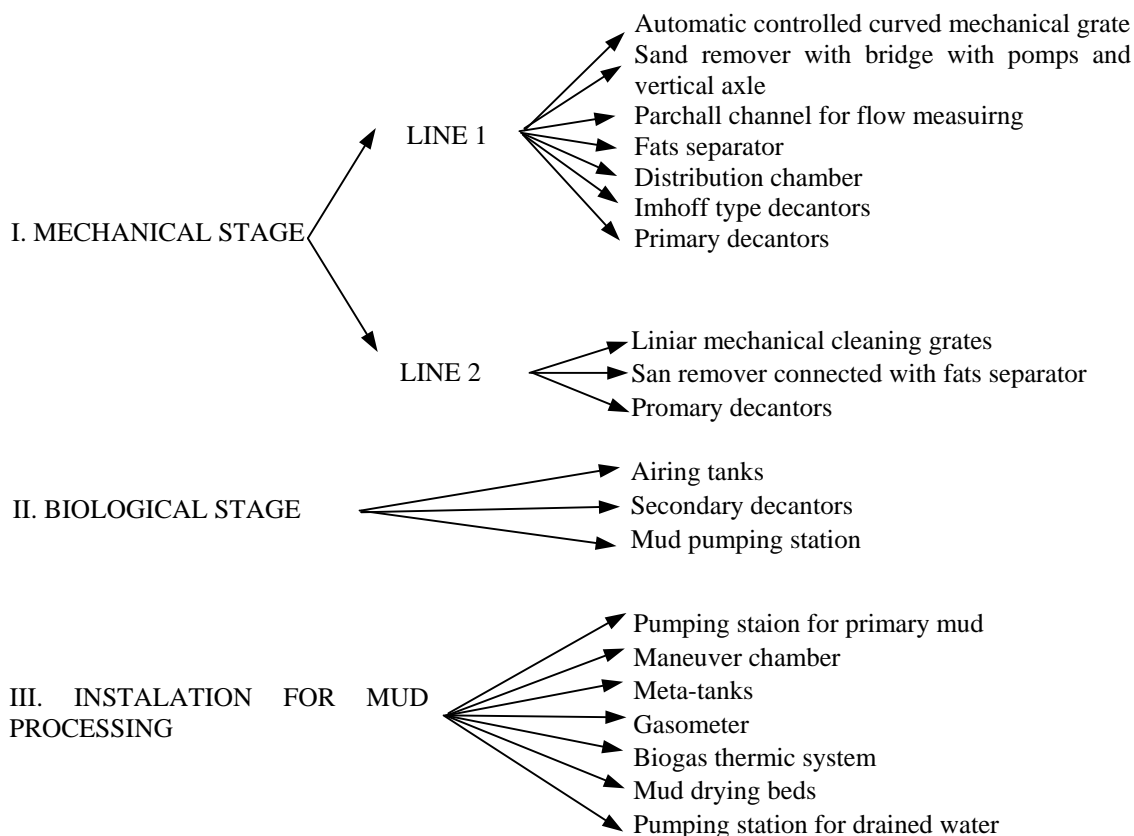 Automatic controlled curved mechanical grate
Sand remover with bridge with pomps and
vertical axle
LINE 1
Parchall channel for flow measuirng
Fats separator
Distribution chamber
Imhoff type decantors
Primary decantors
I. MECHANICAL STAGE
LINE 2
Liniar mechanical cleaning grates
San remover connected with fats separator
Promary decantors
II. BIOLOGICAL STAGE
Airing tanks
Secondary decantors
Mud pumping station
III. INSTALATION FOR MUD
PROCESSING
Pumping staion for primary mud
Maneuver chamber
Meta-tanks
Gasometer
Biogas thermic system
Mud drying beds
Pumping station for drained water